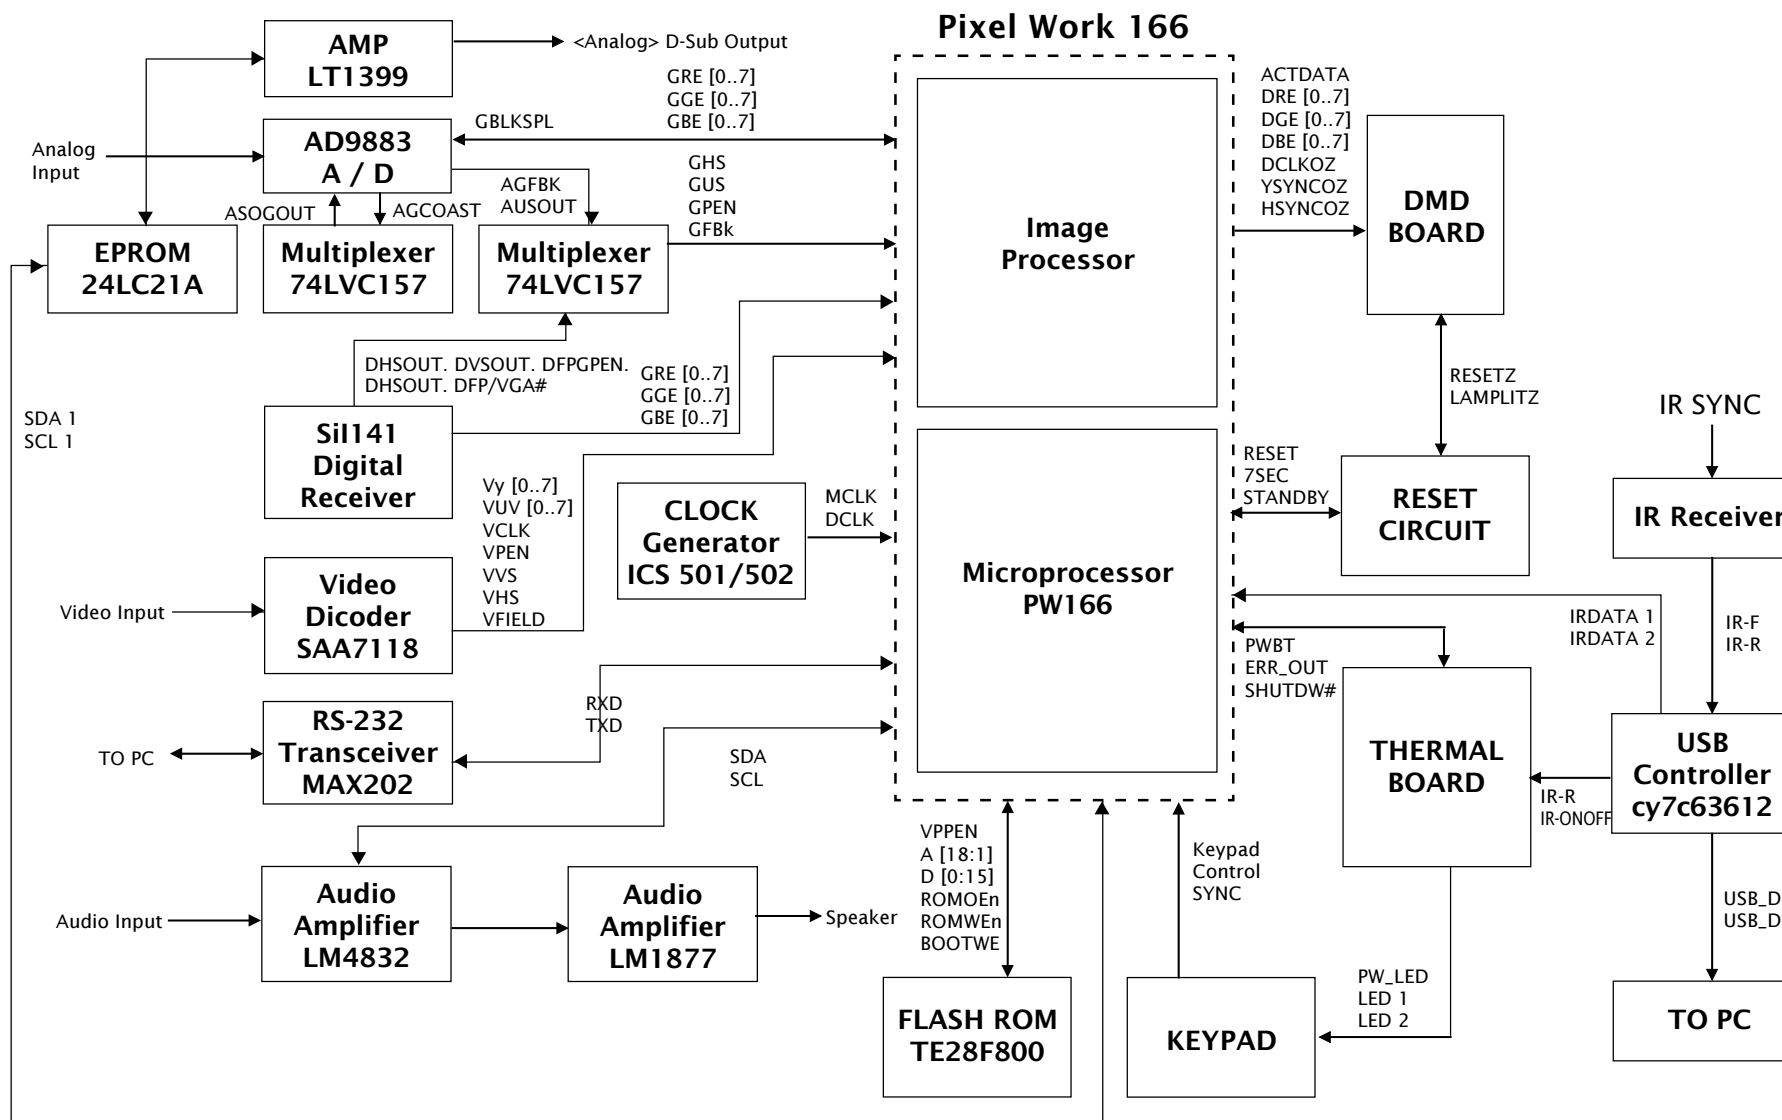 Pixel Work 166
AMP
LT1399
<Analog> D-Sub Output
GRE [0..7]
GGE [0..7]
GBE [0..7]
GBLKSPL
Analog
Input
AD9883
A / D
ASOGOUT
AGCOAST
AGFBK
AUSOUT
GHS
GUS
GPEN
GFBk
EPROM
24LC21A
Multiplexer
74LVC157
Multiplexer
74LVC157
Image
Processor
ACTDATA
DRE [0..7]
DGE [0..7]
DBE [0..7]
DCLKOZ
YSYNCOZ
HSYNCOZ
DMD
BOARD
DHSOUT. DVSOUT. DFPGPEN.
DHSOUT. DFP/VGA#
GRE [0..7]
GGE [0..7]
GBE [0..7]
RESETZ
LAMPLITZ
SDA 1
SCL 1
SiI141
Digital
Receiver
IR SYNC
Vy [0..7]
VUV [0..7]
VCLK
VPEN
VVS
VHS
VFIELD
CLOCK
Generator
ICS 501/502
MCLK
DCLK
Microprocessor
PW166
RESET
7SEC
STANDBY
RESET
CIRCUIT
IR Receiver
Video Input
Video
Dicoder
SAA7118
IRDATA 1
IRDATA 2
IR-F
IR-R
PWBT
ERR_OUT
SHUTDW#
TO PC
RS-232
Transceiver
MAX202
RXD
TXD
SDA
SCL
THERMAL
BOARD
IR-R
IR-ONOFF
USB
Controller
cy7c63612
Audio Input
Audio
Amplifier
LM4832
Audio
Amplifier
LM1877
Speaker
VPPEN
A [18:1]
D [0:15]
ROMOEn
ROMWEn
BOOTWE
Keypad
Control
SYNC
USB_D
USB_D
FLASH ROM
TE28F800
KEYPAD
PW_LED
LED 1
LED 2
TO PC